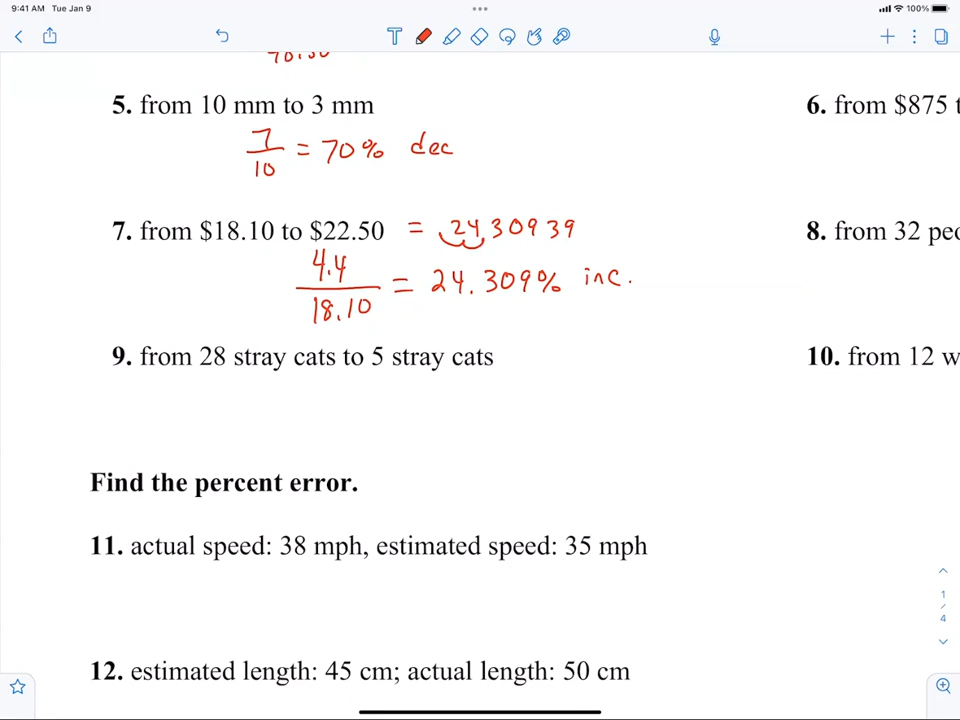 9:41 AM Tue Jan 9
100%
T
5. from 10 mm to 3 mm
6. from $875
7/10 = 70% dec
7. from $18.10 to $22.50 = .2430939
8. from 32
4.4/18.10 = 24.309% inc.
9. from 28 stray cats to 5 stray cats
10. from 12
Find the percent error.
11. actual speed: 38 mph, estimated speed: 35 mph
1
/
4
12. estimated length: 45 cm; actual length: 50 cm